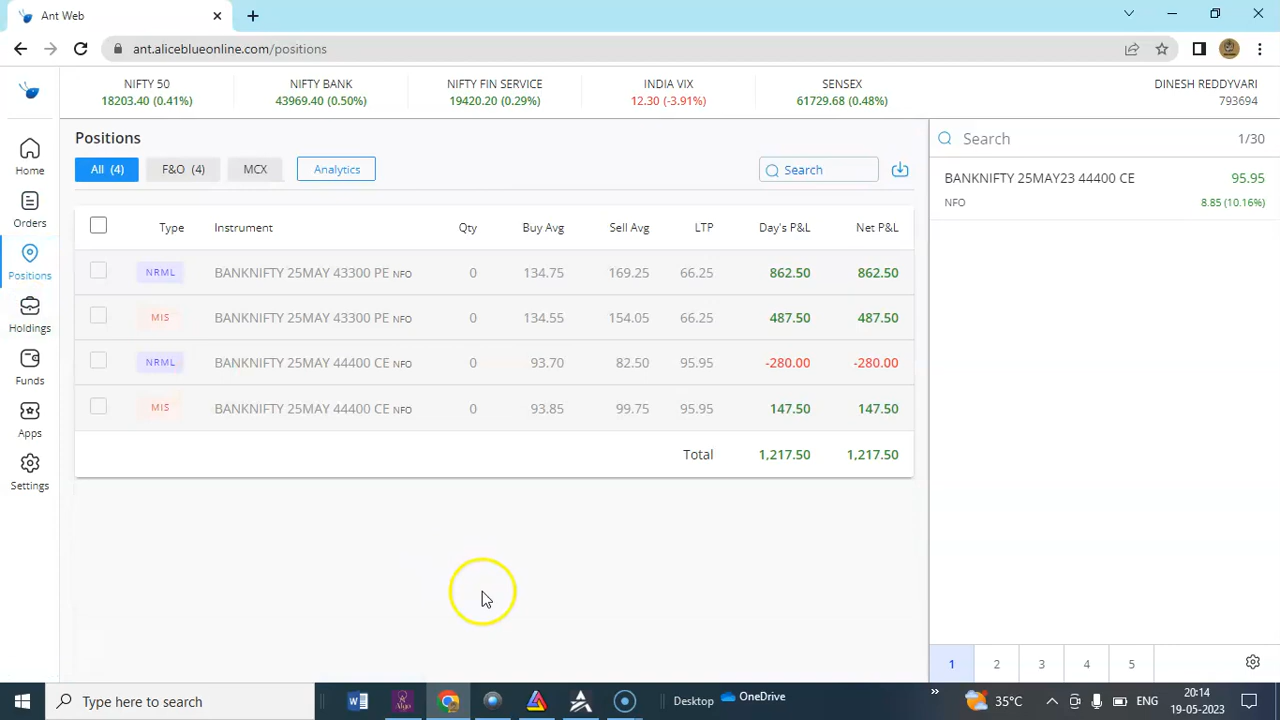 Ant Web
ant.aliceblueonline.com/positions
NIFTY 50
18203.40 (0.41%)
NIFTY BANK
43969.40 (0.50%)
NIFTY FIN SERVICE
19420.20 (0.29%)
INDIA VIX
12.30 (-3.91%)
SENSEX
61729.68 (0.48%)
DINESH REDDYVARI
793694
Home
Orders
Positions
Holdings
Funds
Apps
Settings
Positions
All (4) F&O (4) MCX Analytics Search
Type Instrument Qty Buy Avg Sell Avg LTP Day's P&L Net P&L
NRML BANKNIFTY 25MAY 43300 PE NFO 0 134.75 169.25 66.25 862.50 862.50
MIS BANKNIFTY 25MAY 43300 PE NFO 0 134.55 154.05 66.25 487.50 487.50
NRML BANKNIFTY 25MAY 44400 CE NFO 0 93.70 82.50 95.95 -280.00 -280.00
MIS BANKNIFTY 25MAY 44400 CE NFO 0 93.85 99.75 95.95 147.50 147.50
Total 1,217.50 1,217.50
Search 1/30
BANKNIFTY 25MAY23 44400 CE 95.95
NFO 8.85 (10.16%)
1 2 3 4 5
Type here to search
W
Algo
Desktop
OneDrive
35°C
ENG
20:14
19-05-2023